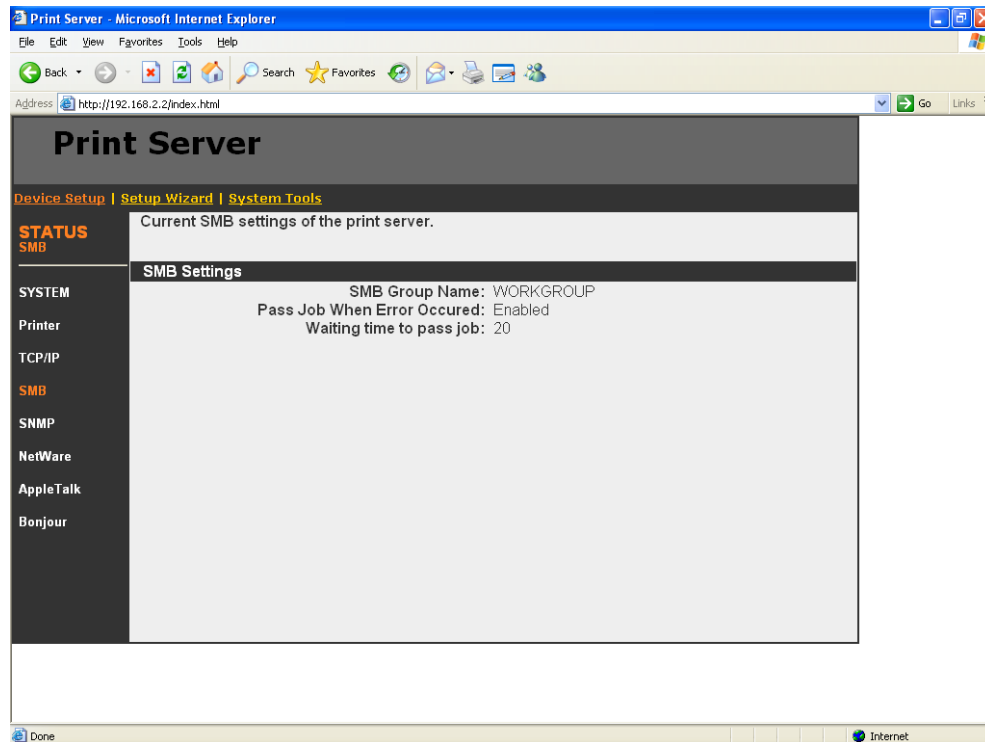 Print Server - Microsoft Internet Explorer
File Edit View Favorites Tools Help
Back Search Favorites
Address http://192.168.2.2/index.html Go Links
Print Server
Device Setup | Setup Wizard | System Tools
STATUS
SMB
Current SMB settings of the print server.
SMB Settings
SMB Group Name: WORKGROUP
Pass Job When Error Occured: Enabled
Waiting time to pass job: 20
SYSTEM
Printer
TCP/IP
SMB
SNMP
NetWare
AppleTalk
Bonjour
Done Internet